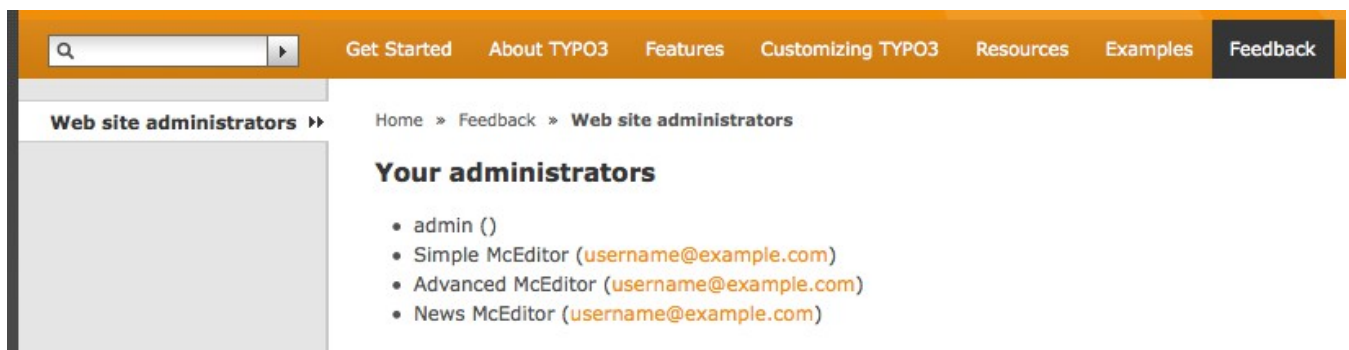 Get Started About TYPO3 Features Customizing TYPO3 Resources Examples Feedback
Web site administrators
Home » Feedback » Web site administrators
Your administrators
• admin ()
• Simple McEditor (username@example.com)
• Advanced McEditor (username@example.com)
• News McEditor (username@example.com)